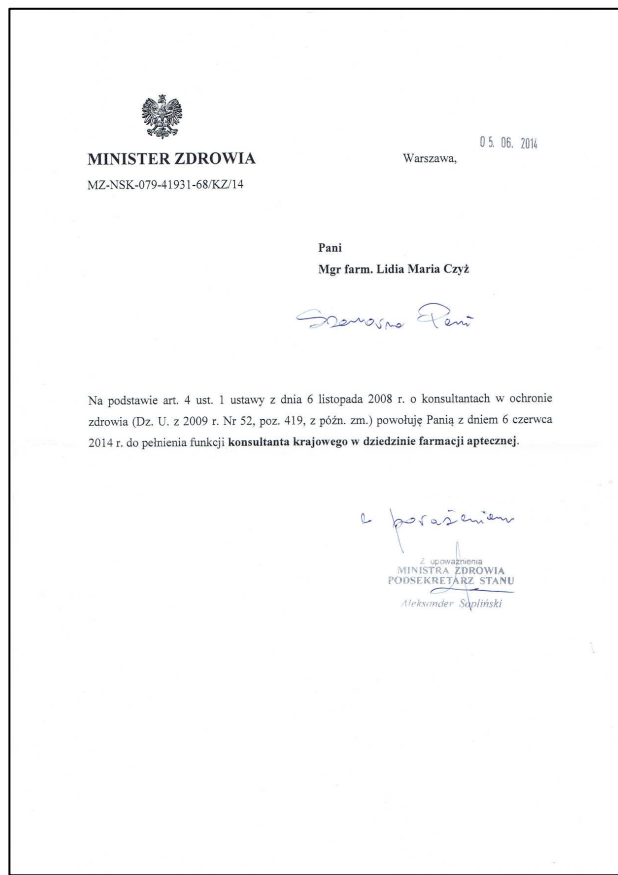 05. 06. 2014
MINISTER ZDROWIA
Warszawa,
MZ-NSK-079-41931-68/KZ/14
Pani
Mgr farm. Lidia Maria Czyż
Szanowna Pani
Na podstawie art. 4 ust. 1 ustawy z dnia 6 listopada 2008 r. o konsultantach w ochronie
zdrowia (Dz. U. z 2009 r. Nr 52, poz. 419, z późn. zm.) powołuję Panią z dniem 6 czerwca
2014 r. do pełnienia funkcji konsultanta krajowego w dziedzinie farmacji aptecznej.
z poważaniem
Z upoważnienia
MINISTRA ZDROWIA
PODSEKRETARZ STANU
Aleksander Sopliński